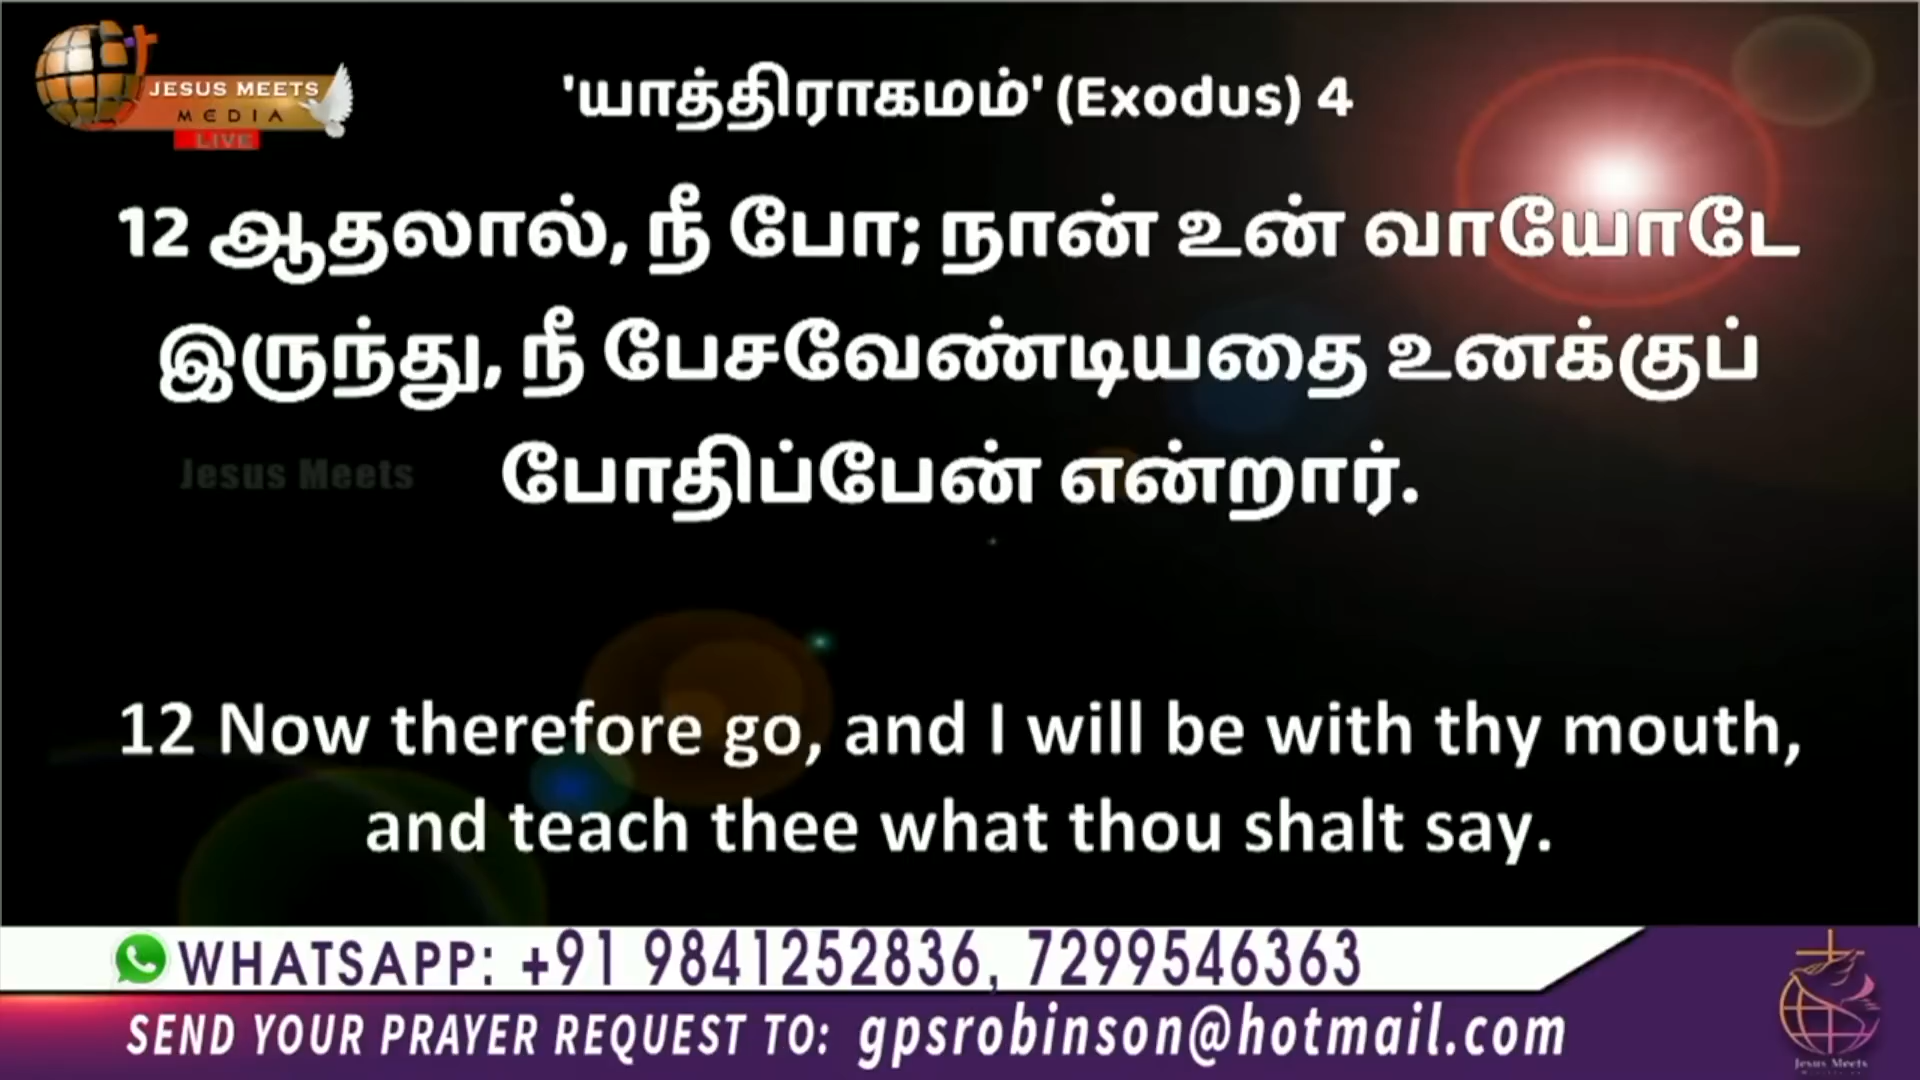 JESUS MEETS
MEDIA
LIVE
'யாத்திராகமம்' (Exodus) 4
12 ஆதலால், நீ போ; நான் உன் வாயோடே
இருந்து, நீ பேசவேண்டியதை உனக்குப்
போதிப்பேன் என்றார்.
Jesus Meets
12 Now therefore go, and I will be with thy mouth,
and teach thee what thou shalt say.
WHATSAPP: +91 9841252836, 7299546363
SEND YOUR PRAYER REQUEST TO: gpsrobinson@hotmail.com
Jesus Meets